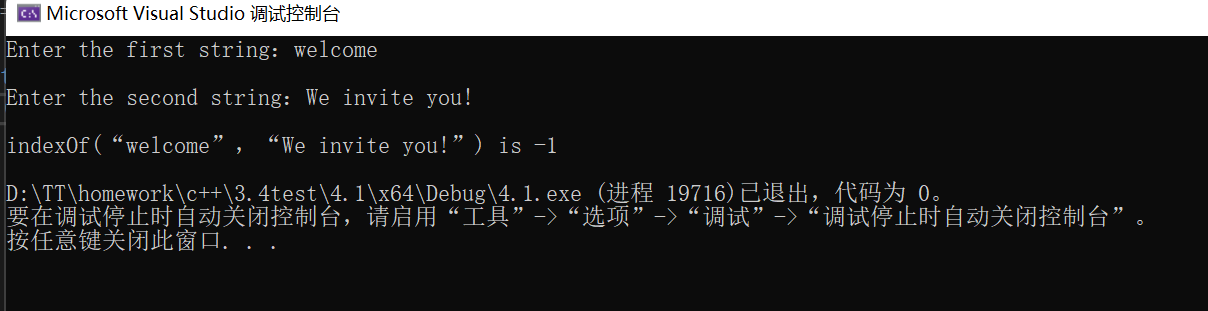 Microsoft Visual Studio 调试控制台
Enter the first string: welcome
Enter the second string: We invite you!
indexOf(“welcome”, “We invite you!”) is -1
D:\TT\homework\c++\3.4test\4.1\x64\Debug\4.1.exe (进程 19716)已退出，代码为 0。
要在调试停止时自动关闭控制台，请启用“工具”->“选项”->“调试”->“调试停止时自动关闭控制台”。
按任意键关闭此窗口. . .